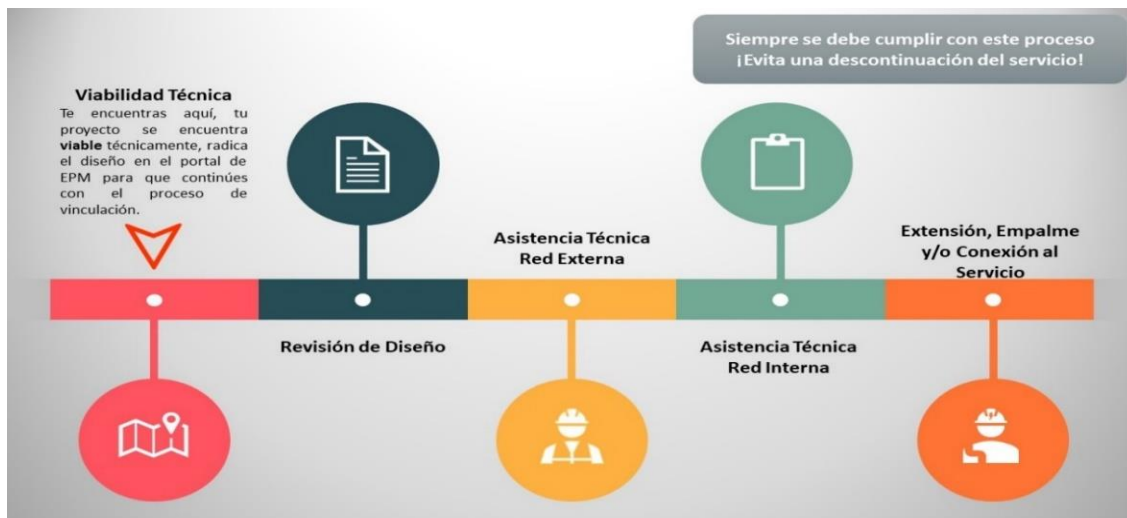 Siempre se debe cumplir con este proceso
¡Evita una descontinuación del servicio!
Viabilidad Técnica
Te encuentras aquí, tu
proyecto se encuentra
viable técnicamente, radica
el diseño en el portal de
EPM para que continúes
con el proceso de
vinculación.
Revisión de Diseño
Asistencia Técnica
Red Externa
Asistencia Técnica
Red Interna
Extensión, Empalme
y/o Conexión al
Servicio